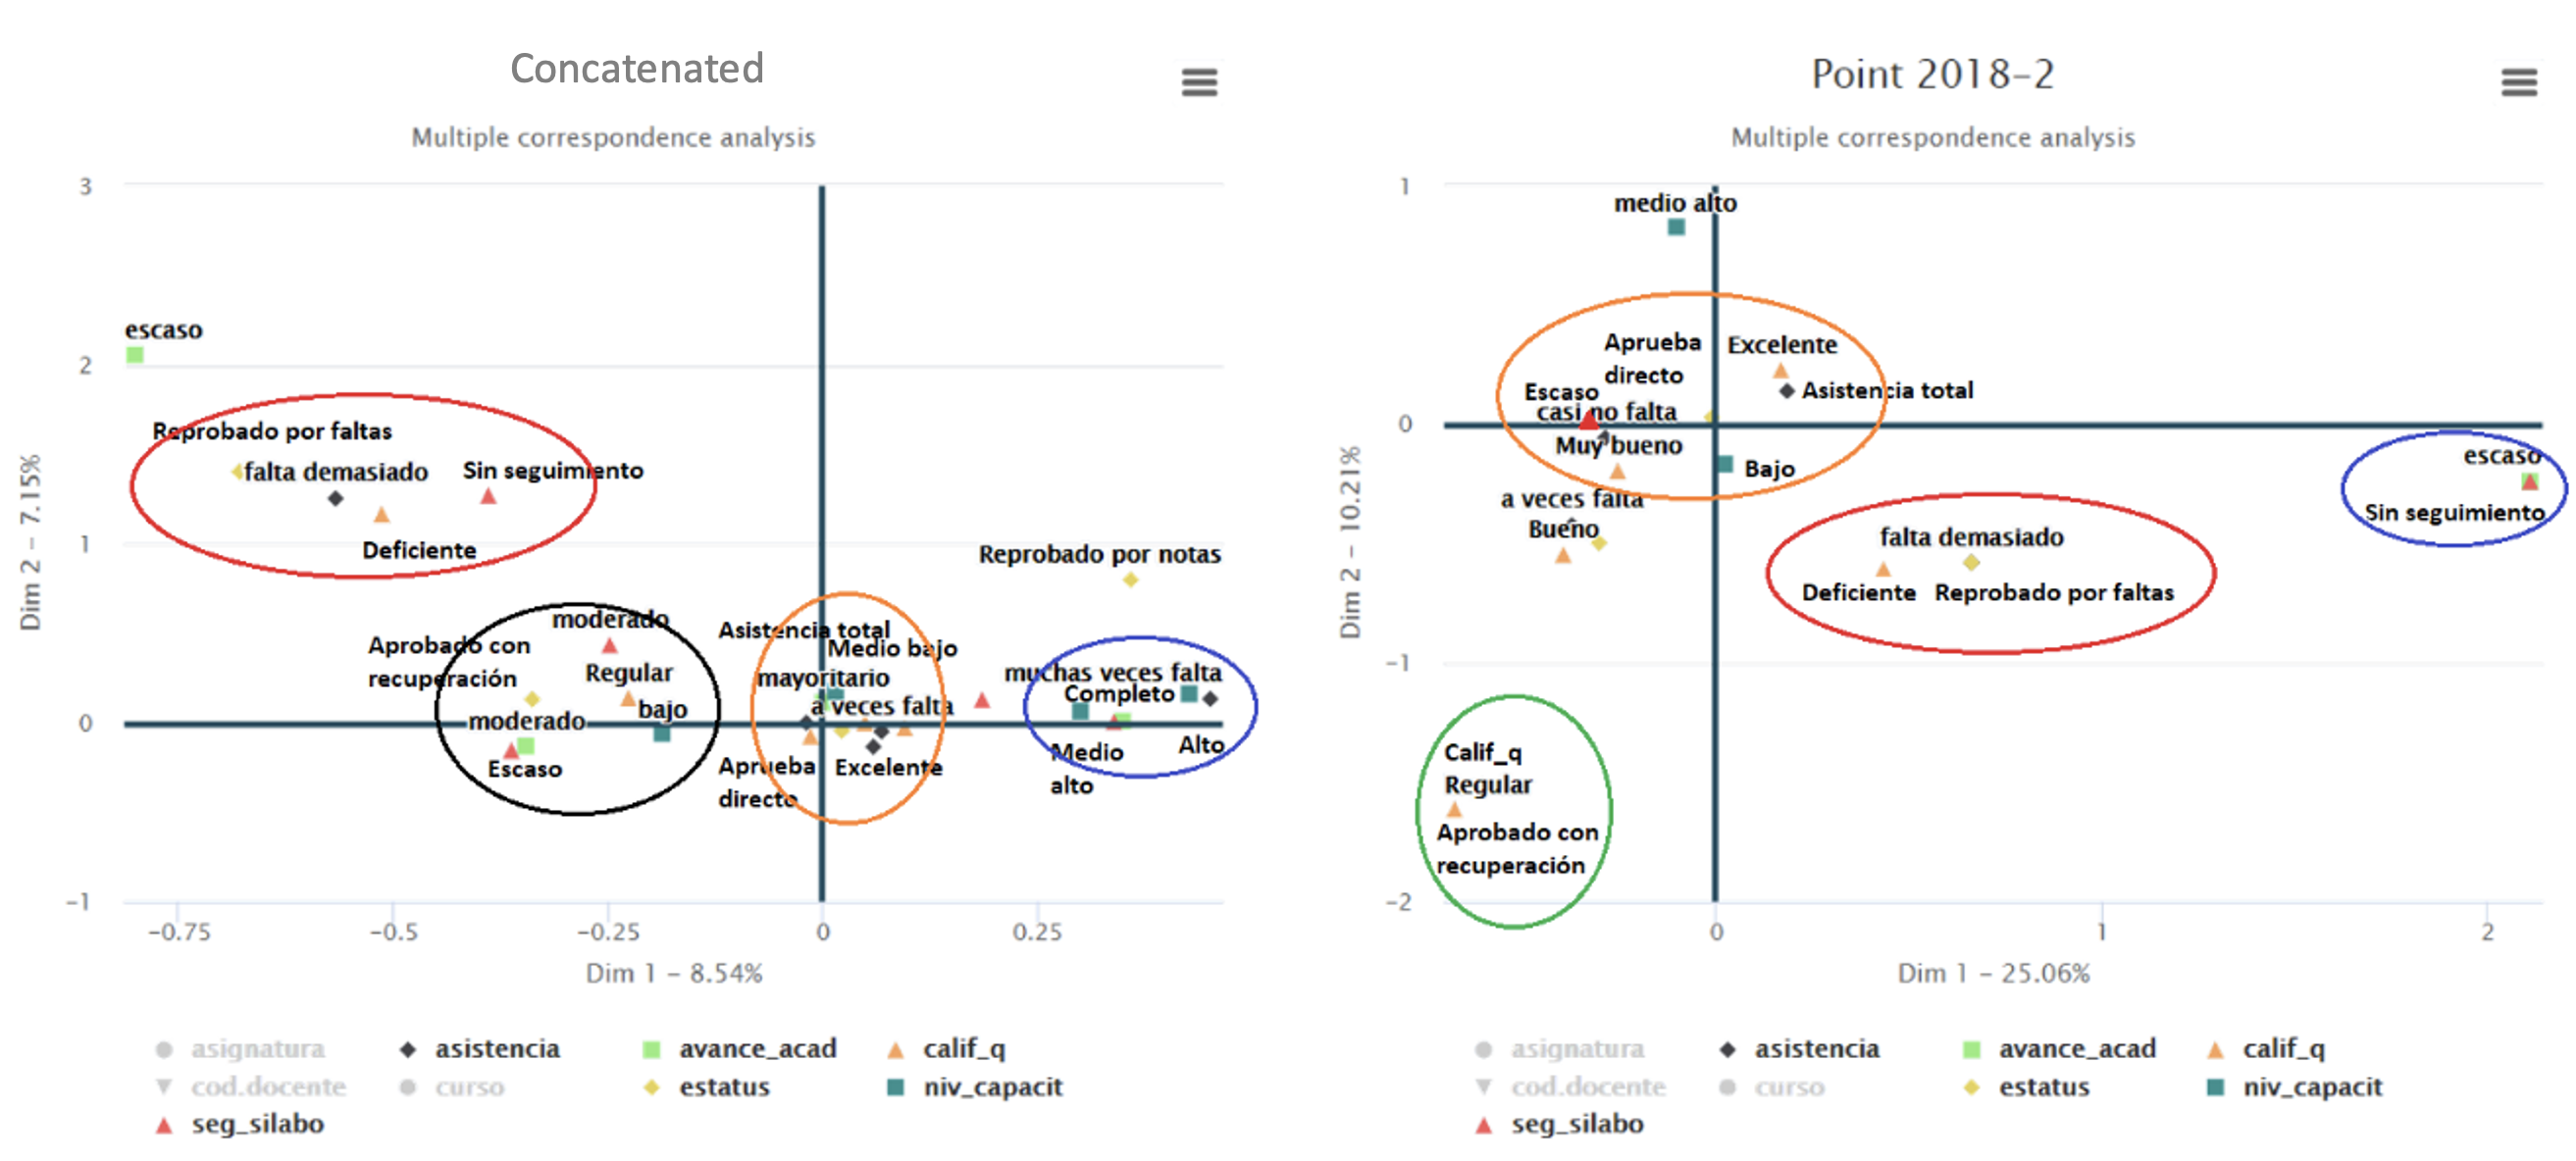 Concatenated
Multiple correspondence analysis
3
2
1
0
-1
Dim 2 – 7.15%
escaso
Reprobado por faltas
falta demasiado
Sin seguimiento
Deficiente
Reprobado por notas
moderado
Aprobado con
recuperación
Regular
bajo
moderado
Escaso
Asistencia total
Medio bajo
mayoritario
a veces falta
Aprueba
directo
Excelente
muchas veces falta
Completo
Medio
alto
Alto
−0.75
−0.5
−0.25
0
0.25
Dim 1 – 8.54%
asignatura
asistencia
avance_acad
calif_q
cod.docente
curso
estatus
niv_capacit
seg_silabo
Point 2018–2
Multiple correspondence analysis
1
0
-1
-2
Dim 2 – 10.21%
medio alto
Aprueba
directo
Excelente
Escaso
Asistencia total
casi no falta
Muy bueno
Bajo
a veces falta
Bueno
escaso
Sin seguimiento
falta demasiado
Deficiente
Reprobado por faltas
Calif_q
Regular
Aprobado con
recuperación
0
1
2
Dim 1 – 25.06%
asignatura
asistencia
avance_acad
calif_q
cod.docente
curso
estatus
niv_capacit
seg_silabo